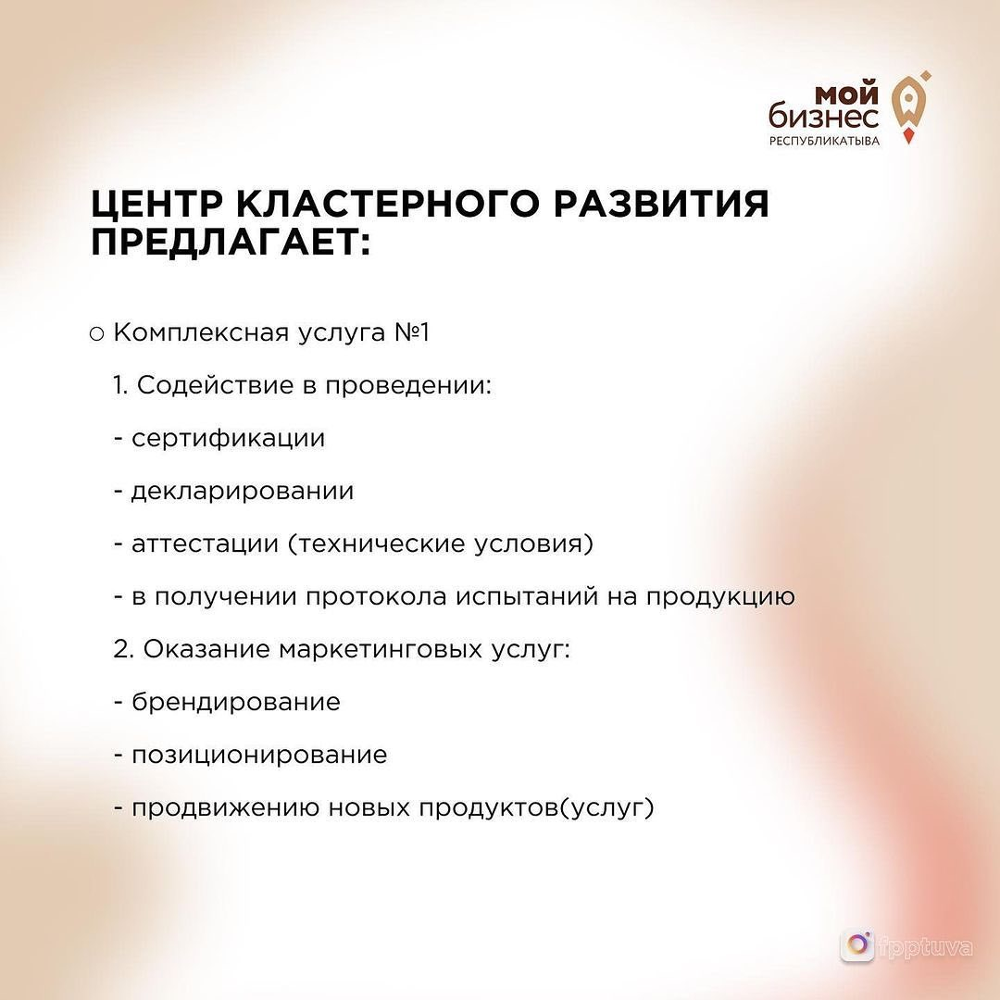 мой
бизнес
РЕСПУБЛИКАТЫВА
ЦЕНТР КЛАСТЕРНОГО РАЗВИТИЯ
ПРЕДЛАГАЕТ:
○ Комплексная услуга №1
1. Содействие в проведении:
- сертификации
- декларировании
- аттестации (технические условия)
- в получении протокола испытаний на продукцию
2. Оказание маркетинговых услуг:
- брендирование
- позиционирование
- продвижению новых продуктов(услуг)
fpptuva